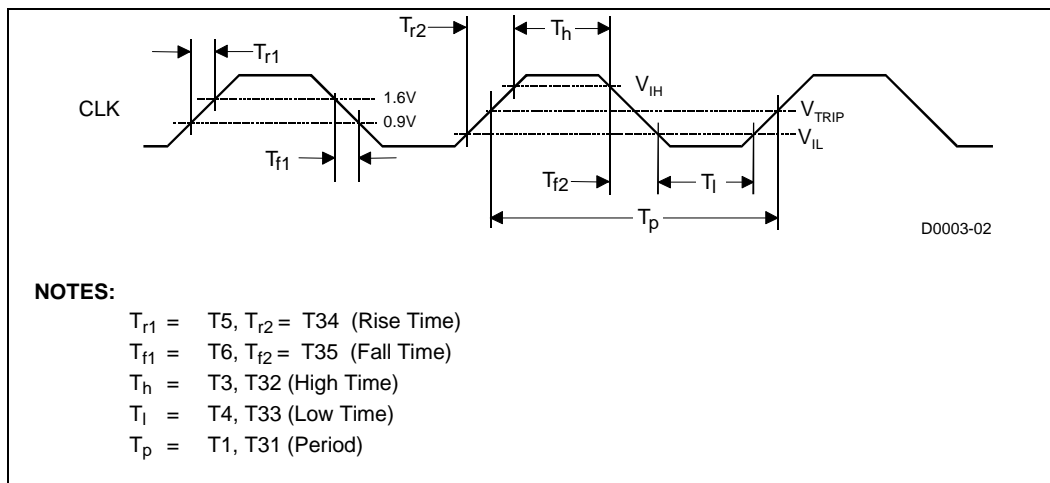 Tr2
Th
Tr1
VIH
CLK
1.6V
VTRIP
0.9V
VIL
Tf1
Tf2
Tl
Tp
D0003-02
NOTES:
Tr1 = T5, Tr2 = T34 (Rise Time)
Tf1 = T6, Tf2 = T35 (Fall Time)
Th = T3, T32 (High Time)
Tl = T4, T33 (Low Time)
Tp = T1, T31 (Period)